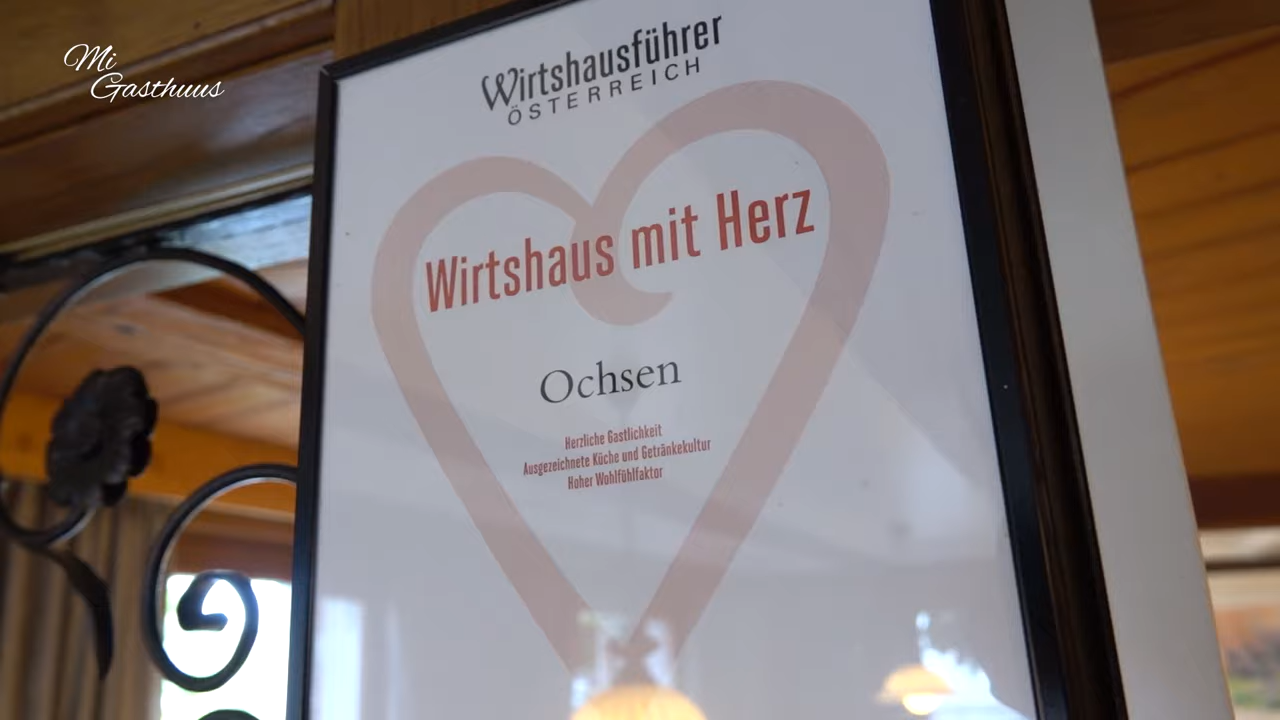 Mi
Gasthuus
Wirtshausführer
ÖSTERREICH
Wirtshaus mit Herz
Ochsen
Herzliche Gastlichkeit
Ausgezeichnete Küche und Getränkekultur
Hoher Wohlfühlfaktor